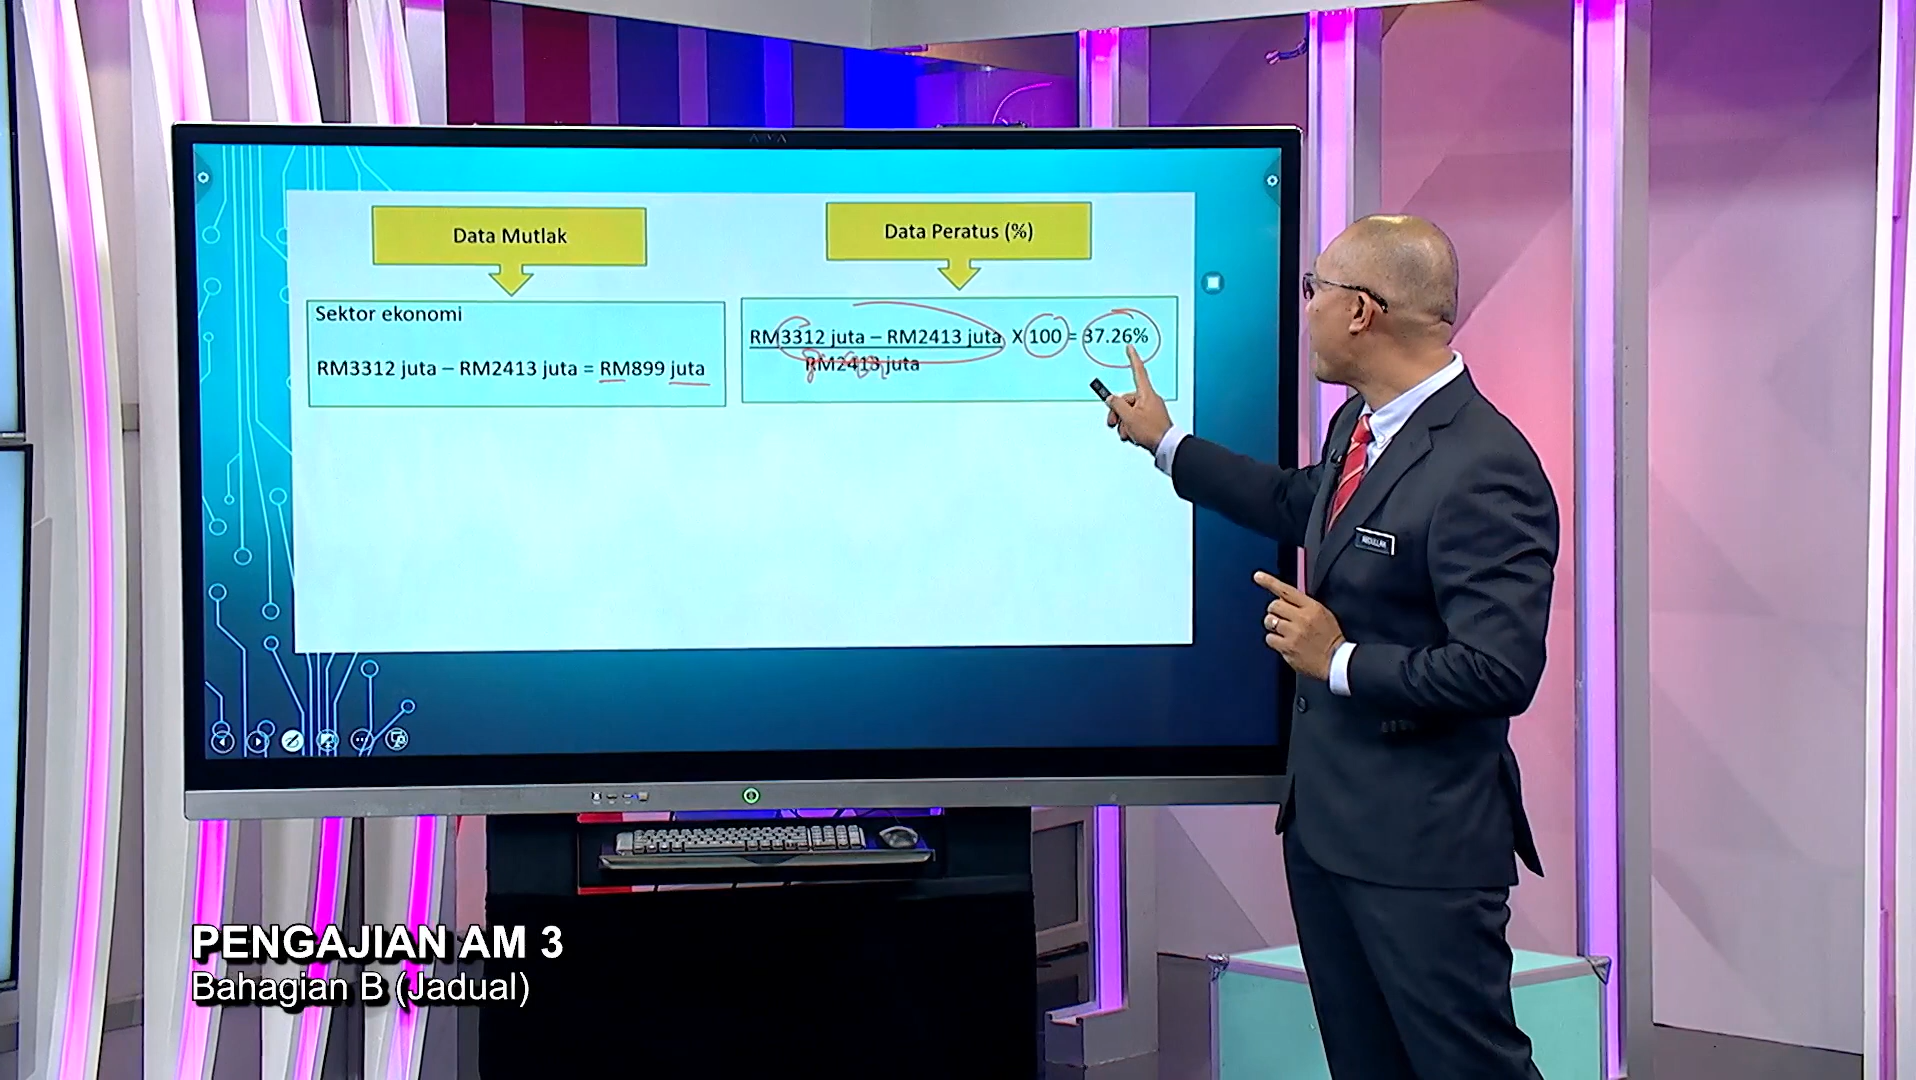 Data Mutlak
Data Peratus (%)
Sektor ekonomi
RM3312 juta – RM2413 juta = RM899 juta
RM3312 juta – RM2413 juta X 100 = 37.26%
RM2413 juta
ABDULLAH
PENGAJIAN AM 3
Bahagian B (Jadual)